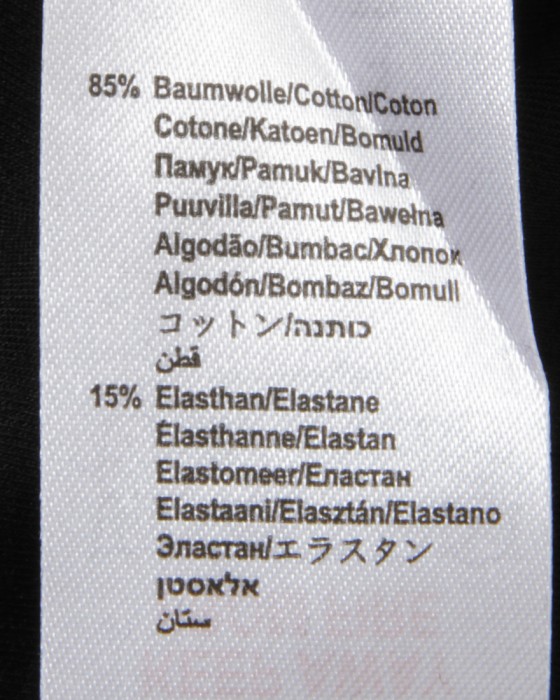 85% Baumwolle/Cotton/Coton
Cotone/Katoen/Bomuld
Памук/Pamuk/Bavlna
Puuvilla/Pamut/Bawełna
Algodão/Bumbac/Хлопок
Algodón/Bombaz/Bomull
コットン/כותנה
قطن
15% Elasthan/Elastane
Élasthanne/Elastan
Elastomeer/Еластан
Elastaani/Elasztán/Elastano
Эластан/エラスタン
אלאסטן
ستان